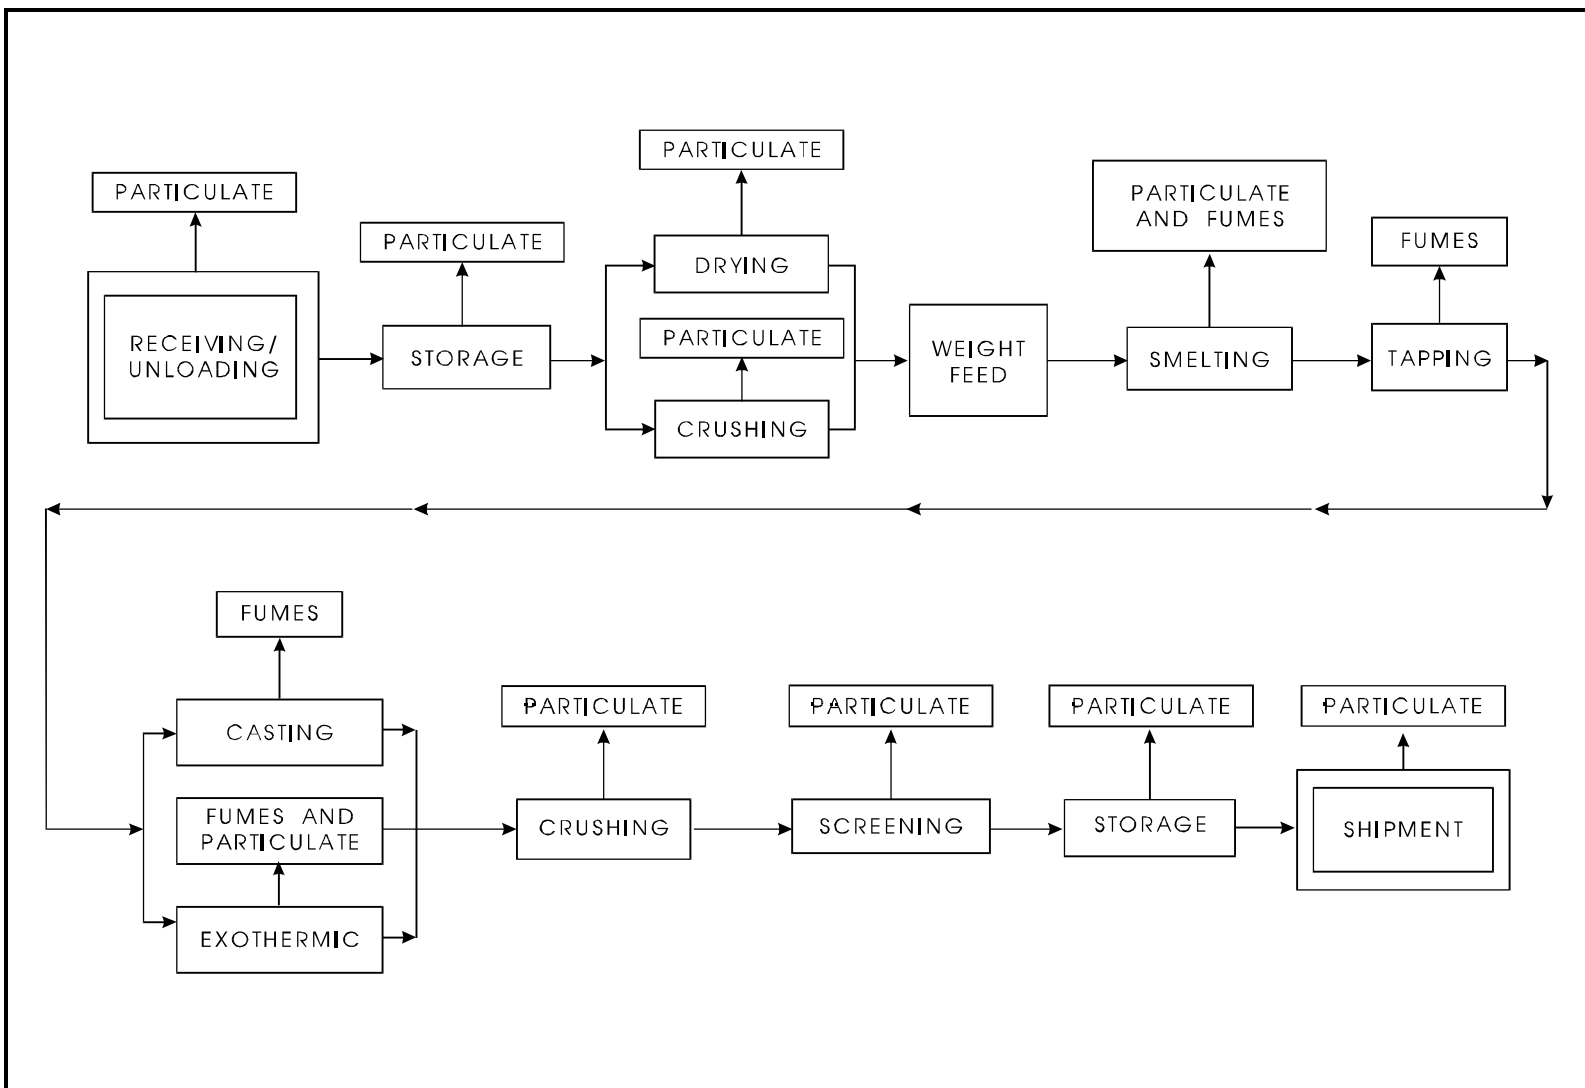 PARTICULATE
RECEIVING/
UNLOADING
PARTICULATE
STORAGE
PARTICULATE
DRYING
PARTICULATE
CRUSHING
WEIGHT
FEED
PARTICULATE
AND FUMES
SMELTING
FUMES
TAPPING
FUMES
CASTING
FUMES AND
PARTICULATE
EXOTHERMIC
PARTICULATE
CRUSHING
PARTICULATE
SCREENING
PARTICULATE
STORAGE
PARTICULATE
SHIPMENT